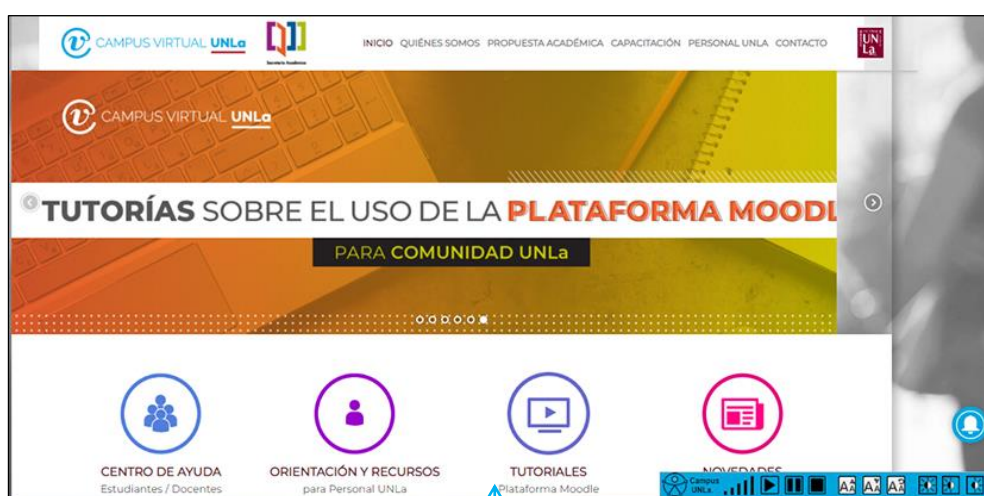 CAMPUS VIRTUAL UNLa
Secretaría Académica
INICIO QUIÉNES SOMOS PROPUESTA ACADÉMICA CAPACITACIÓN PERSONAL UNLA CONTACTO
UNLa
CAMPUS VIRTUAL UNLa
TUTORÍAS SOBRE EL USO DE LA PLATAFORMA MOODL
PARA COMUNIDAD UNLa
CENTRO DE AYUDA
Estudiantes / Docentes
ORIENTACIÓN Y RECURSOS
para Personal UNLa
TUTORIALES
Plataforma Moodle
NOVEDADES
Campus UNLa